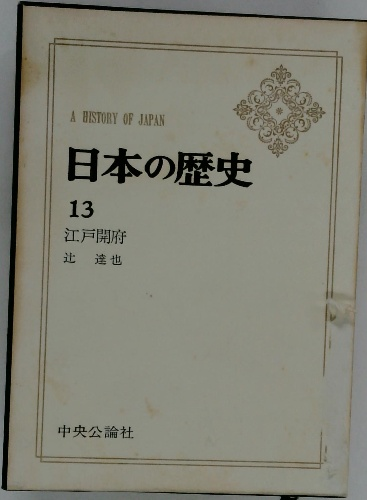 A HISTORY OF JAPAN
日本の歴史
13
江戸開府
辻 達也
中央公論社